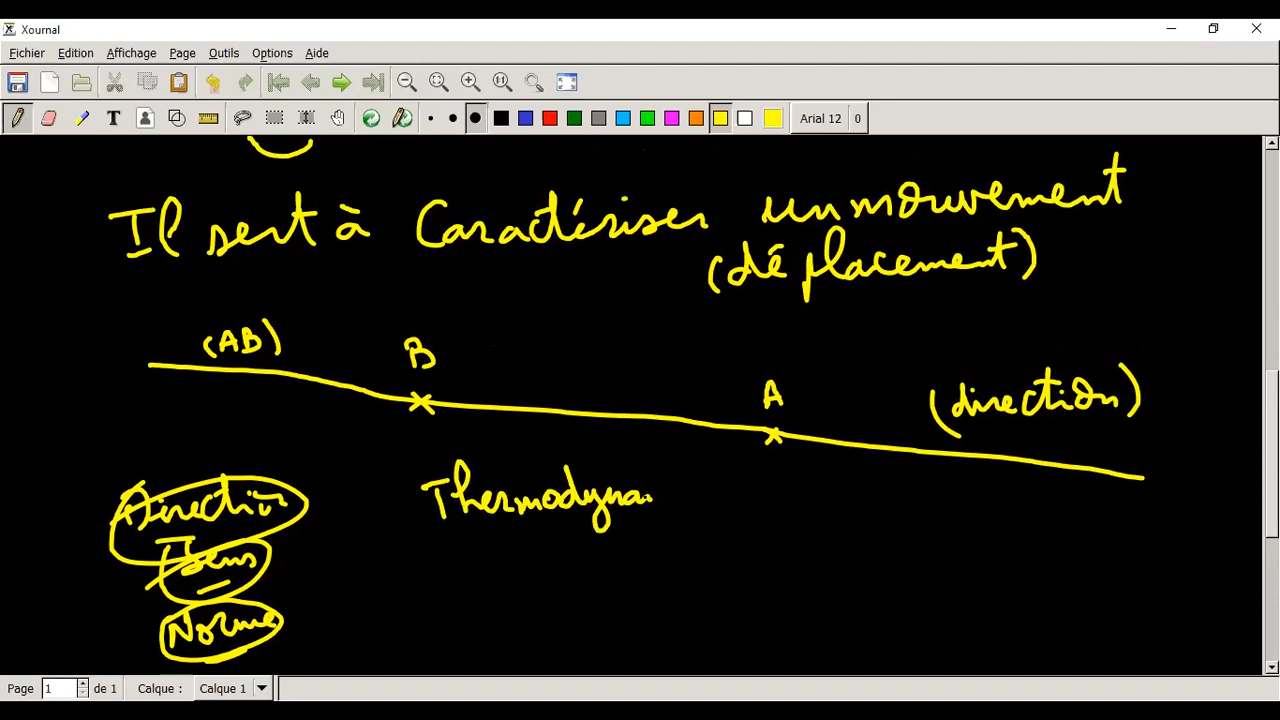 Xournal
Fichier Edition Affichage Page Outils Options Aide
Arial 12 0
Il sert à Caractériser un mouvement
(déplacement)
(AB)
B
A
(direction)
Direction
Thermodyna
Sens
Norme
Page 1 de 1 Calque : Calque 1